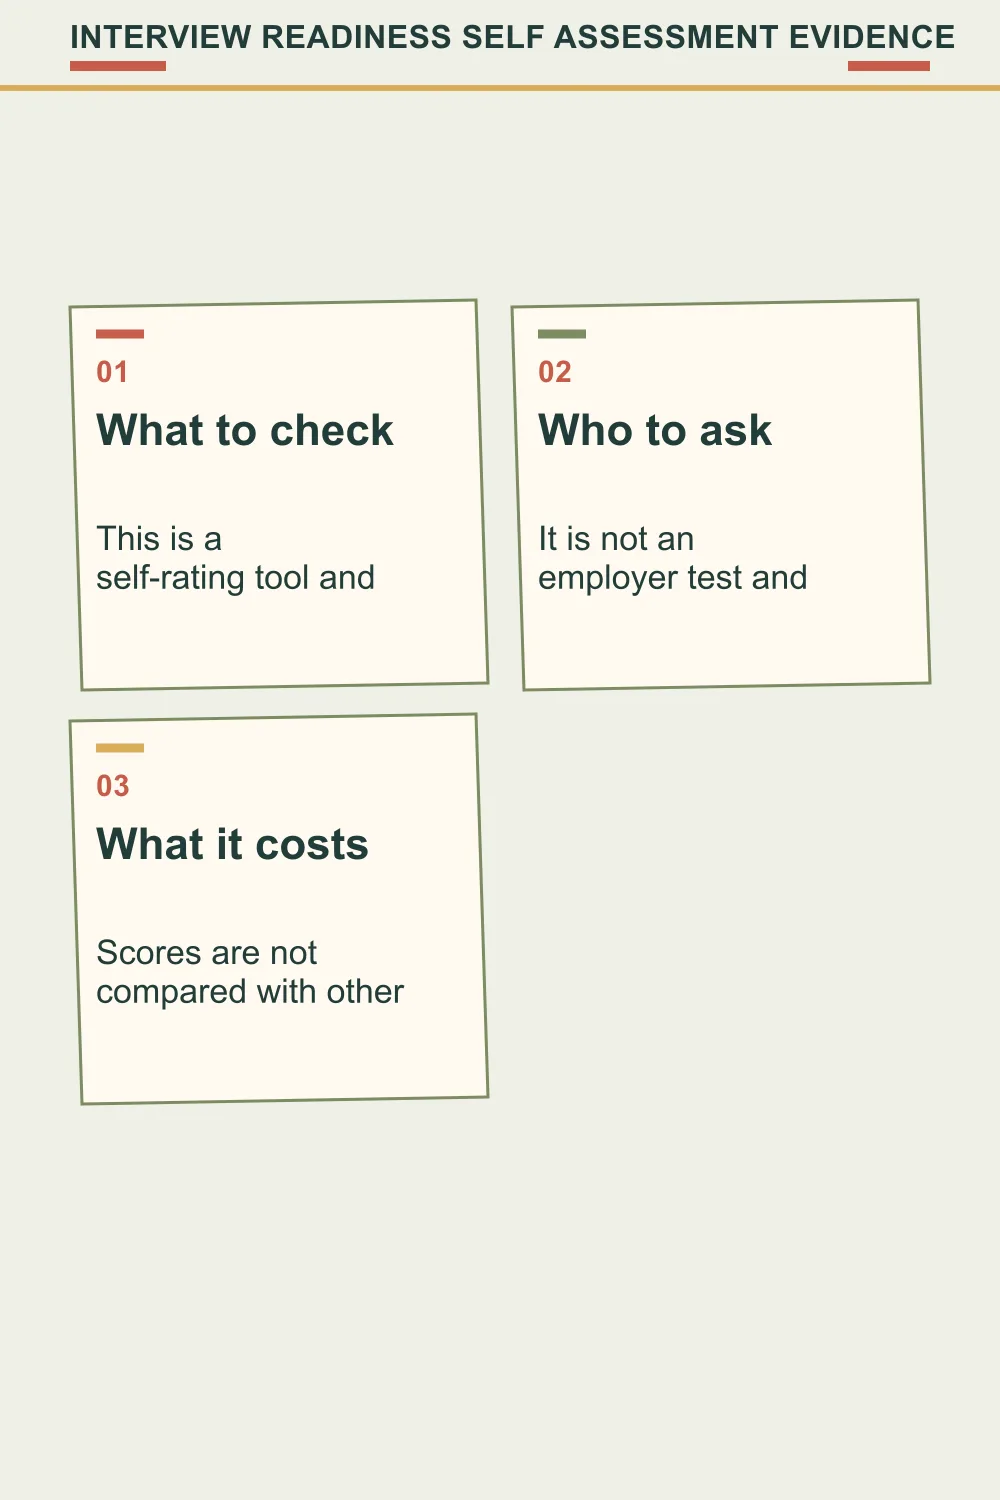 INTERVIEW READINESS SELF ASSESSMENT EVIDENCE
01
What to check
This is a
self-rating tool and
02
Who to ask
It is not an
employer test and
03
What it costs
Scores are not
compared with other